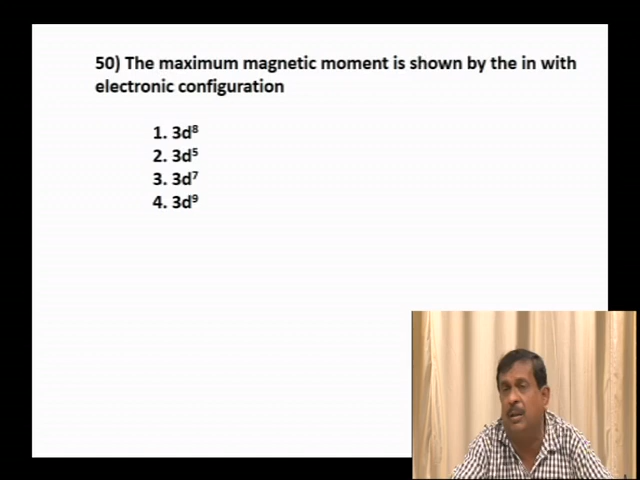 50) The maximum magnetic moment is shown by the in with
electronic configuration
1. 3d⁸
2. 3d⁵
3. 3d⁷
4. 3d⁹